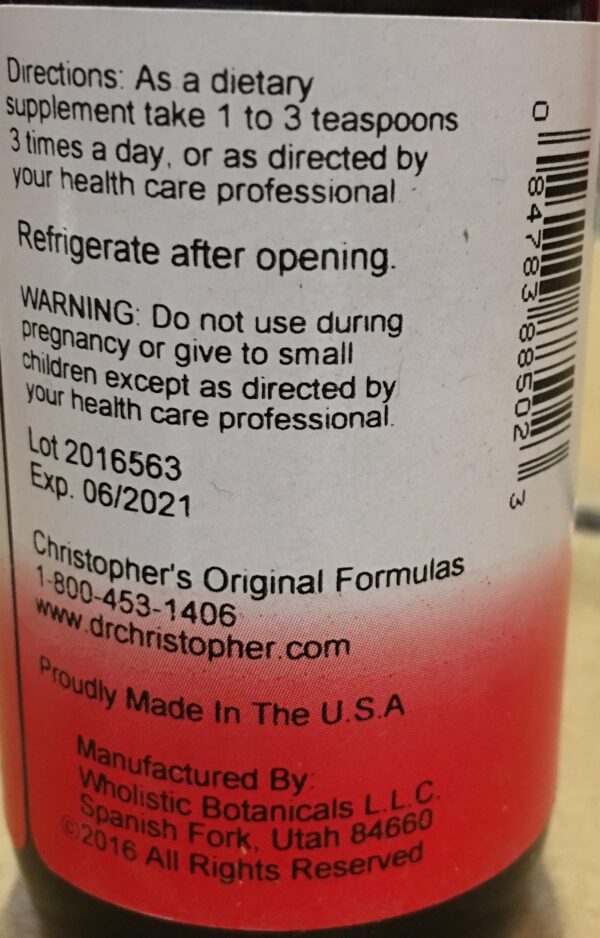 Directions: As a dietary
supplement take 1 to 3 teaspoons
3 times a day, or as directed by
your health care professional
Refrigerate after opening.
WARNING: Do not use during
pregnancy or give to small
children except as directed by
your health care professional.
Lot 2016563
Exp. 06/2021
Christopher's Original Formulas
1-800-453-1406
www.drchristopher.com
Proudly Made In The U.S.A
Manufactured By:
Wholistic Botanicals L.L.C.
Spanish Fork, Utah 84660
©2016 All Rights Reserved
0 84783 88502 3